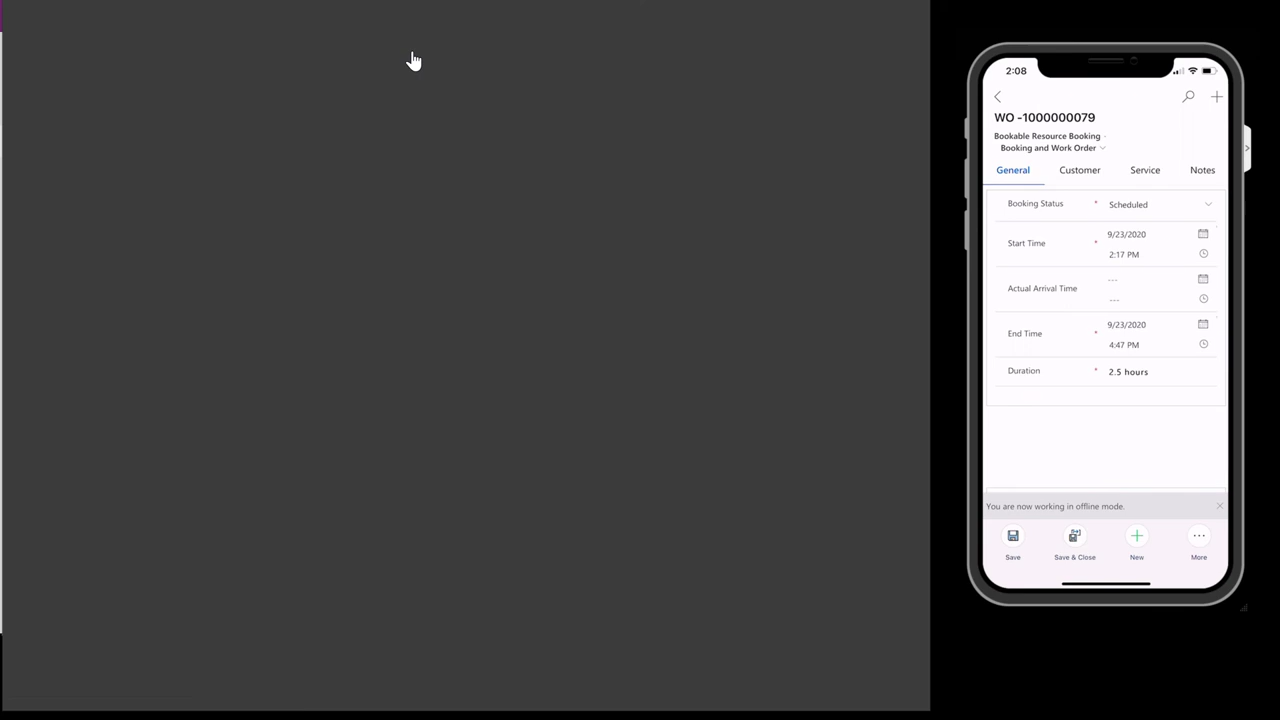 2:08
WO -1000000079
Bookable Resource Booking
Booking and Work Order
General Customer Service Notes
Booking Status * Scheduled
Start Time * 9/23/2020
2:17 PM
Actual Arrival Time ---
---
End Time * 9/23/2020
4:47 PM
Duration * 2.5 hours
You are now working in offline mode.
Save Save & Close New More